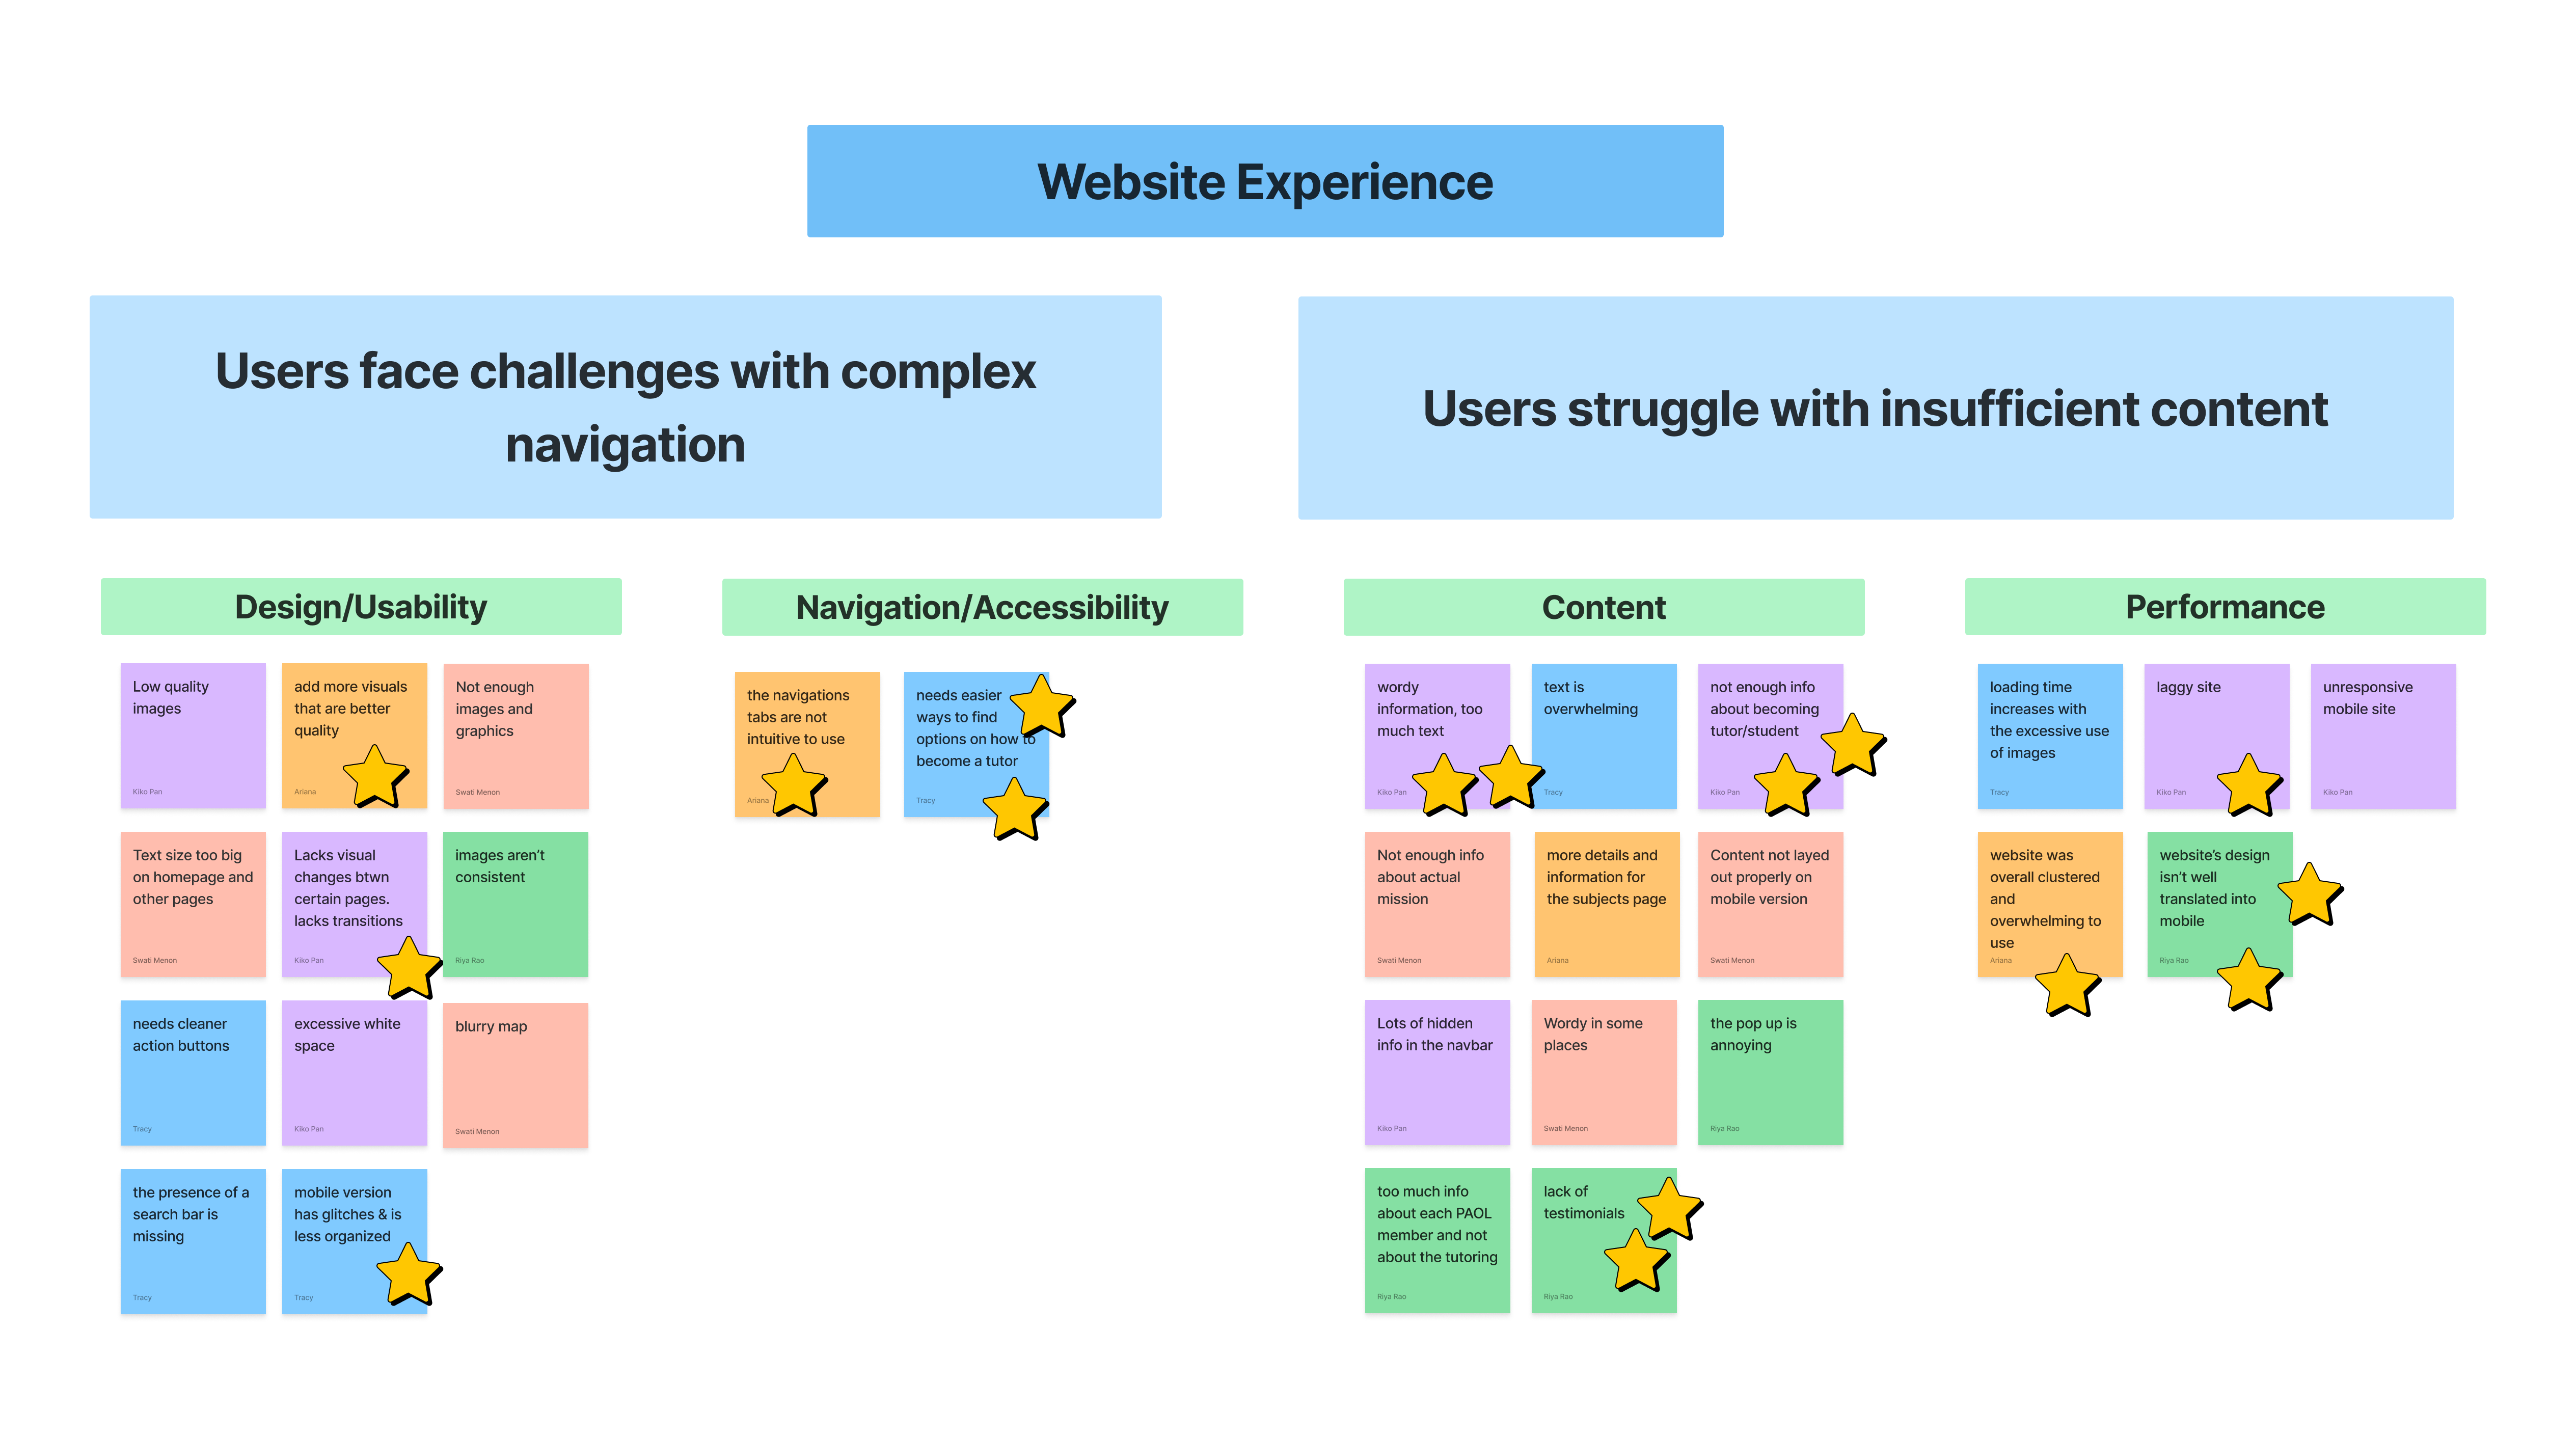 Website Experience
Users face challenges with complex
navigation
Users struggle with insufficient content
Design/Usability
Low quality
images
Kiko Pan
add more visuals
that are better
quality
Ariana
Not enough
images and
graphics
Swati Menon
Text size too big
on homepage and
other pages
Swati Menon
Lacks visual
changes btwn
certain pages.
lacks transitions
Kiko Pan
images aren’t
consistent
Riya Rao
needs cleaner
action buttons
Tracy
excessive white
space
Kiko Pan
blurry map
Swati Menon
the presence of a
search bar is
missing
Tracy
mobile version
has glitches & is
less organized
Tracy
Navigation/Accessibility
the navigations
tabs are not
intuitive to use
Ariana
needs easier
ways to find
options on how to
become a tutor
Tracy
Content
wordy
information, too
much text
Kiko Pan
text is
overwhelming
Tracy
not enough info
about becoming
tutor/student
Kiko Pan
Not enough info
about actual
mission
Swati Menon
more details and
information for
the subjects page
Ariana
Content not layed
out properly on
mobile version
Swati Menon
Lots of hidden
info in the navbar
Kiko Pan
Wordy in some
places
Swati Menon
the pop up is
annoying
Riya Rao
too much info
about each PAOL
member and not
about the tutoring
Riya Rao
lack of
testimonials
Riya Rao
Performance
loading time
increases with
the excessive use
of images
Tracy
laggy site
Kiko Pan
unresponsive
mobile site
Kiko Pan
website was
overall clustered
and
overwhelming to
use
Ariana
website’s design
isn’t well
translated into
mobile
Riya Rao